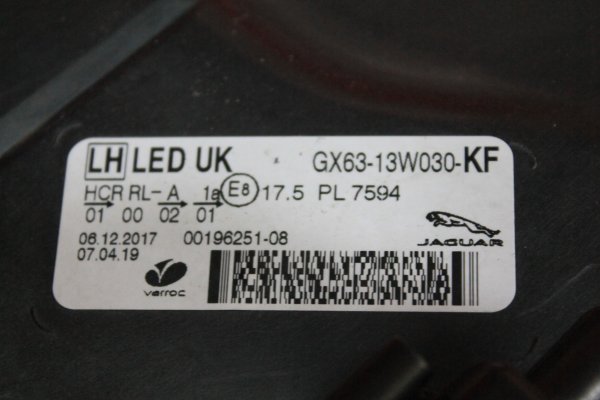 LH LED UK GX63-13W030-KF
HCR RL- A 1a E8 17.5 PL 7594
01 00 02 01
06.12.2017 00196251-08
07.04.19
JAGUAR
varroc